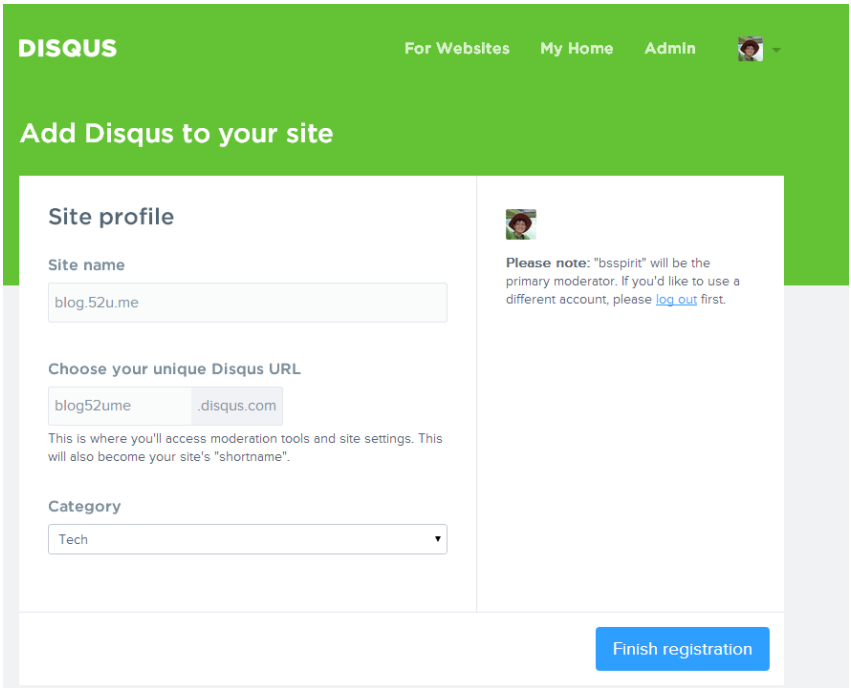 DISQUS
For Websites
My Home
Admin
Add Disqus to your site
Site profile
Site name
blog.52u.me
Choose your unique Disqus URL
blog52ume
.disqus.com
This is where you'll access moderation tools and site settings. This
will also become your site's "shortname".
Category
Tech
Please note: "bsspirit" will be the
primary moderator. If you'd like to use a
different account, please log out first.
Finish registration